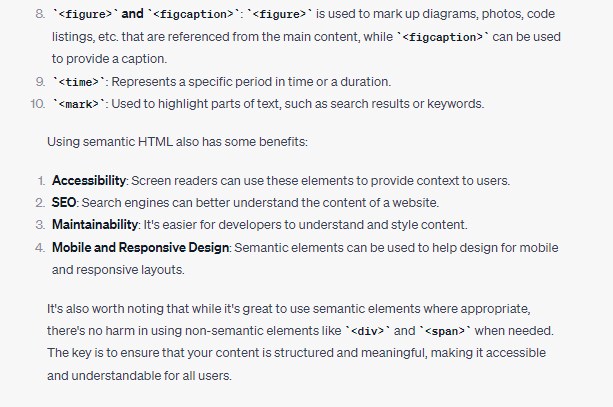 8. `<figure>` and `<figcaption>`: `<figure>` is used to mark up diagrams, photos, code
listings, etc. that are referenced from the main content, while `<figcaption>` can be used
to provide a caption.
9. `<time>`: Represents a specific period in time or a duration.
10. `<mark>`: Used to highlight parts of text, such as search results or keywords.
Using semantic HTML also has some benefits:
1. Accessibility: Screen readers can use these elements to provide context to users.
2. SEO: Search engines can better understand the content of a website.
3. Maintainability: It's easier for developers to understand and style content.
4. Mobile and Responsive Design: Semantic elements can be used to help design for mobile
and responsive layouts.
It's also worth noting that while it's great to use semantic elements where appropriate,
there's no harm in using non-semantic elements like `<div>` and `<span>` when needed.
The key is to ensure that your content is structured and meaningful, making it accessible
and understandable for all users.